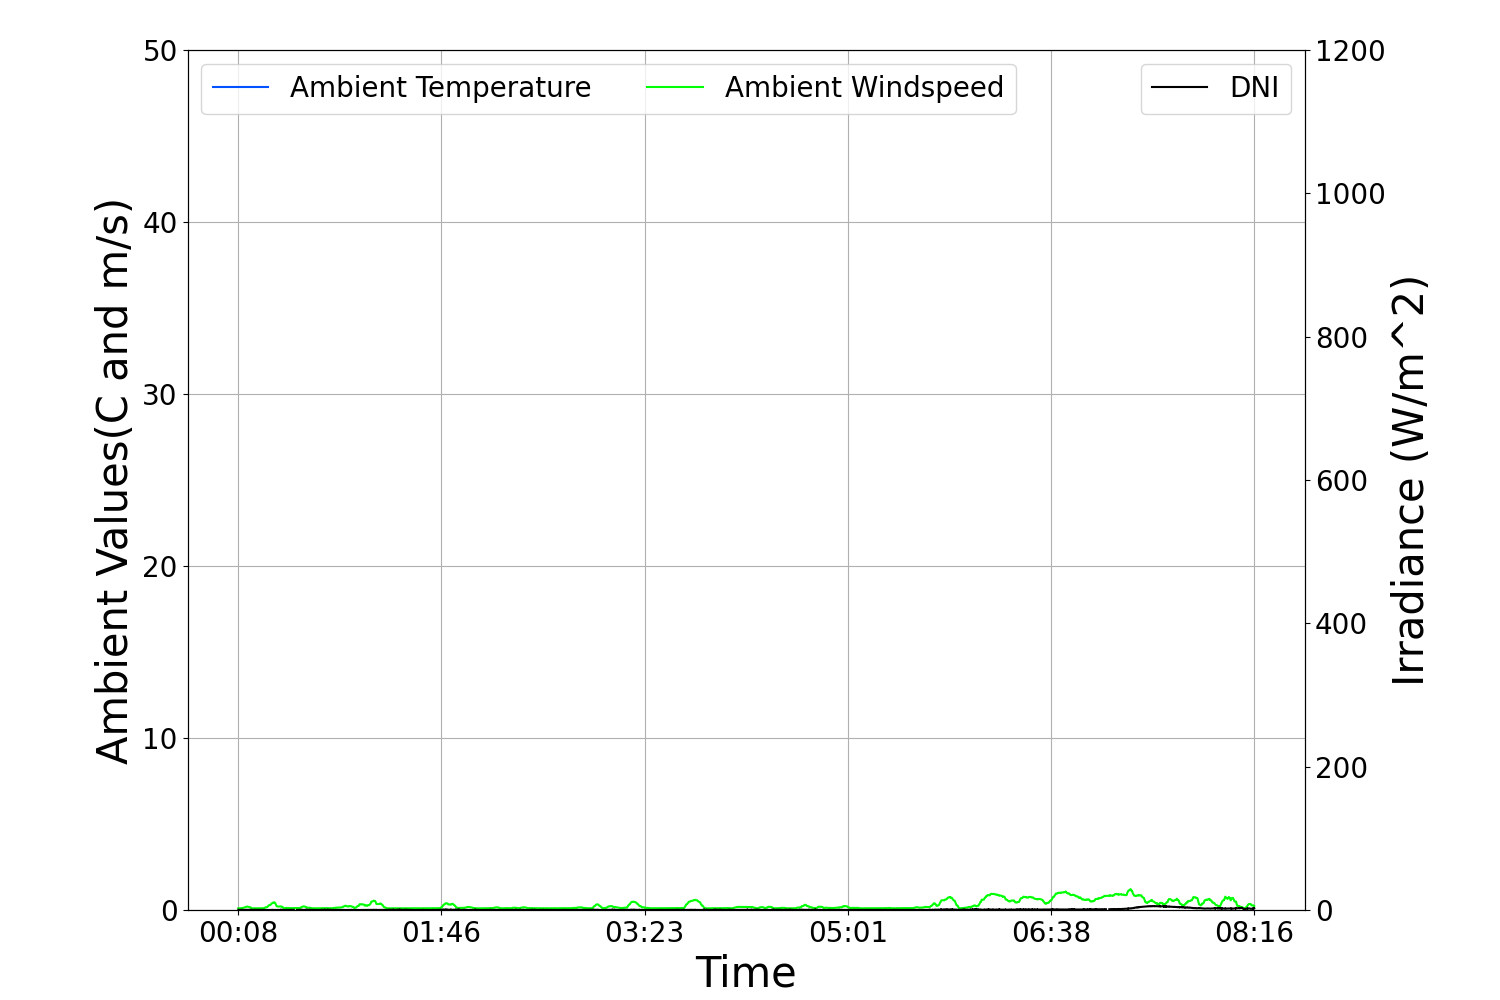 Ambient Temperature
Ambient Windspeed
DNI
Ambient Values(C and m/s)
50
40
30
20
10
0
1200
1000
800
600
400
200
0
Irradiance (W/m^2)
00:08 01:46 03:23 05:01 06:38 08:16
Time